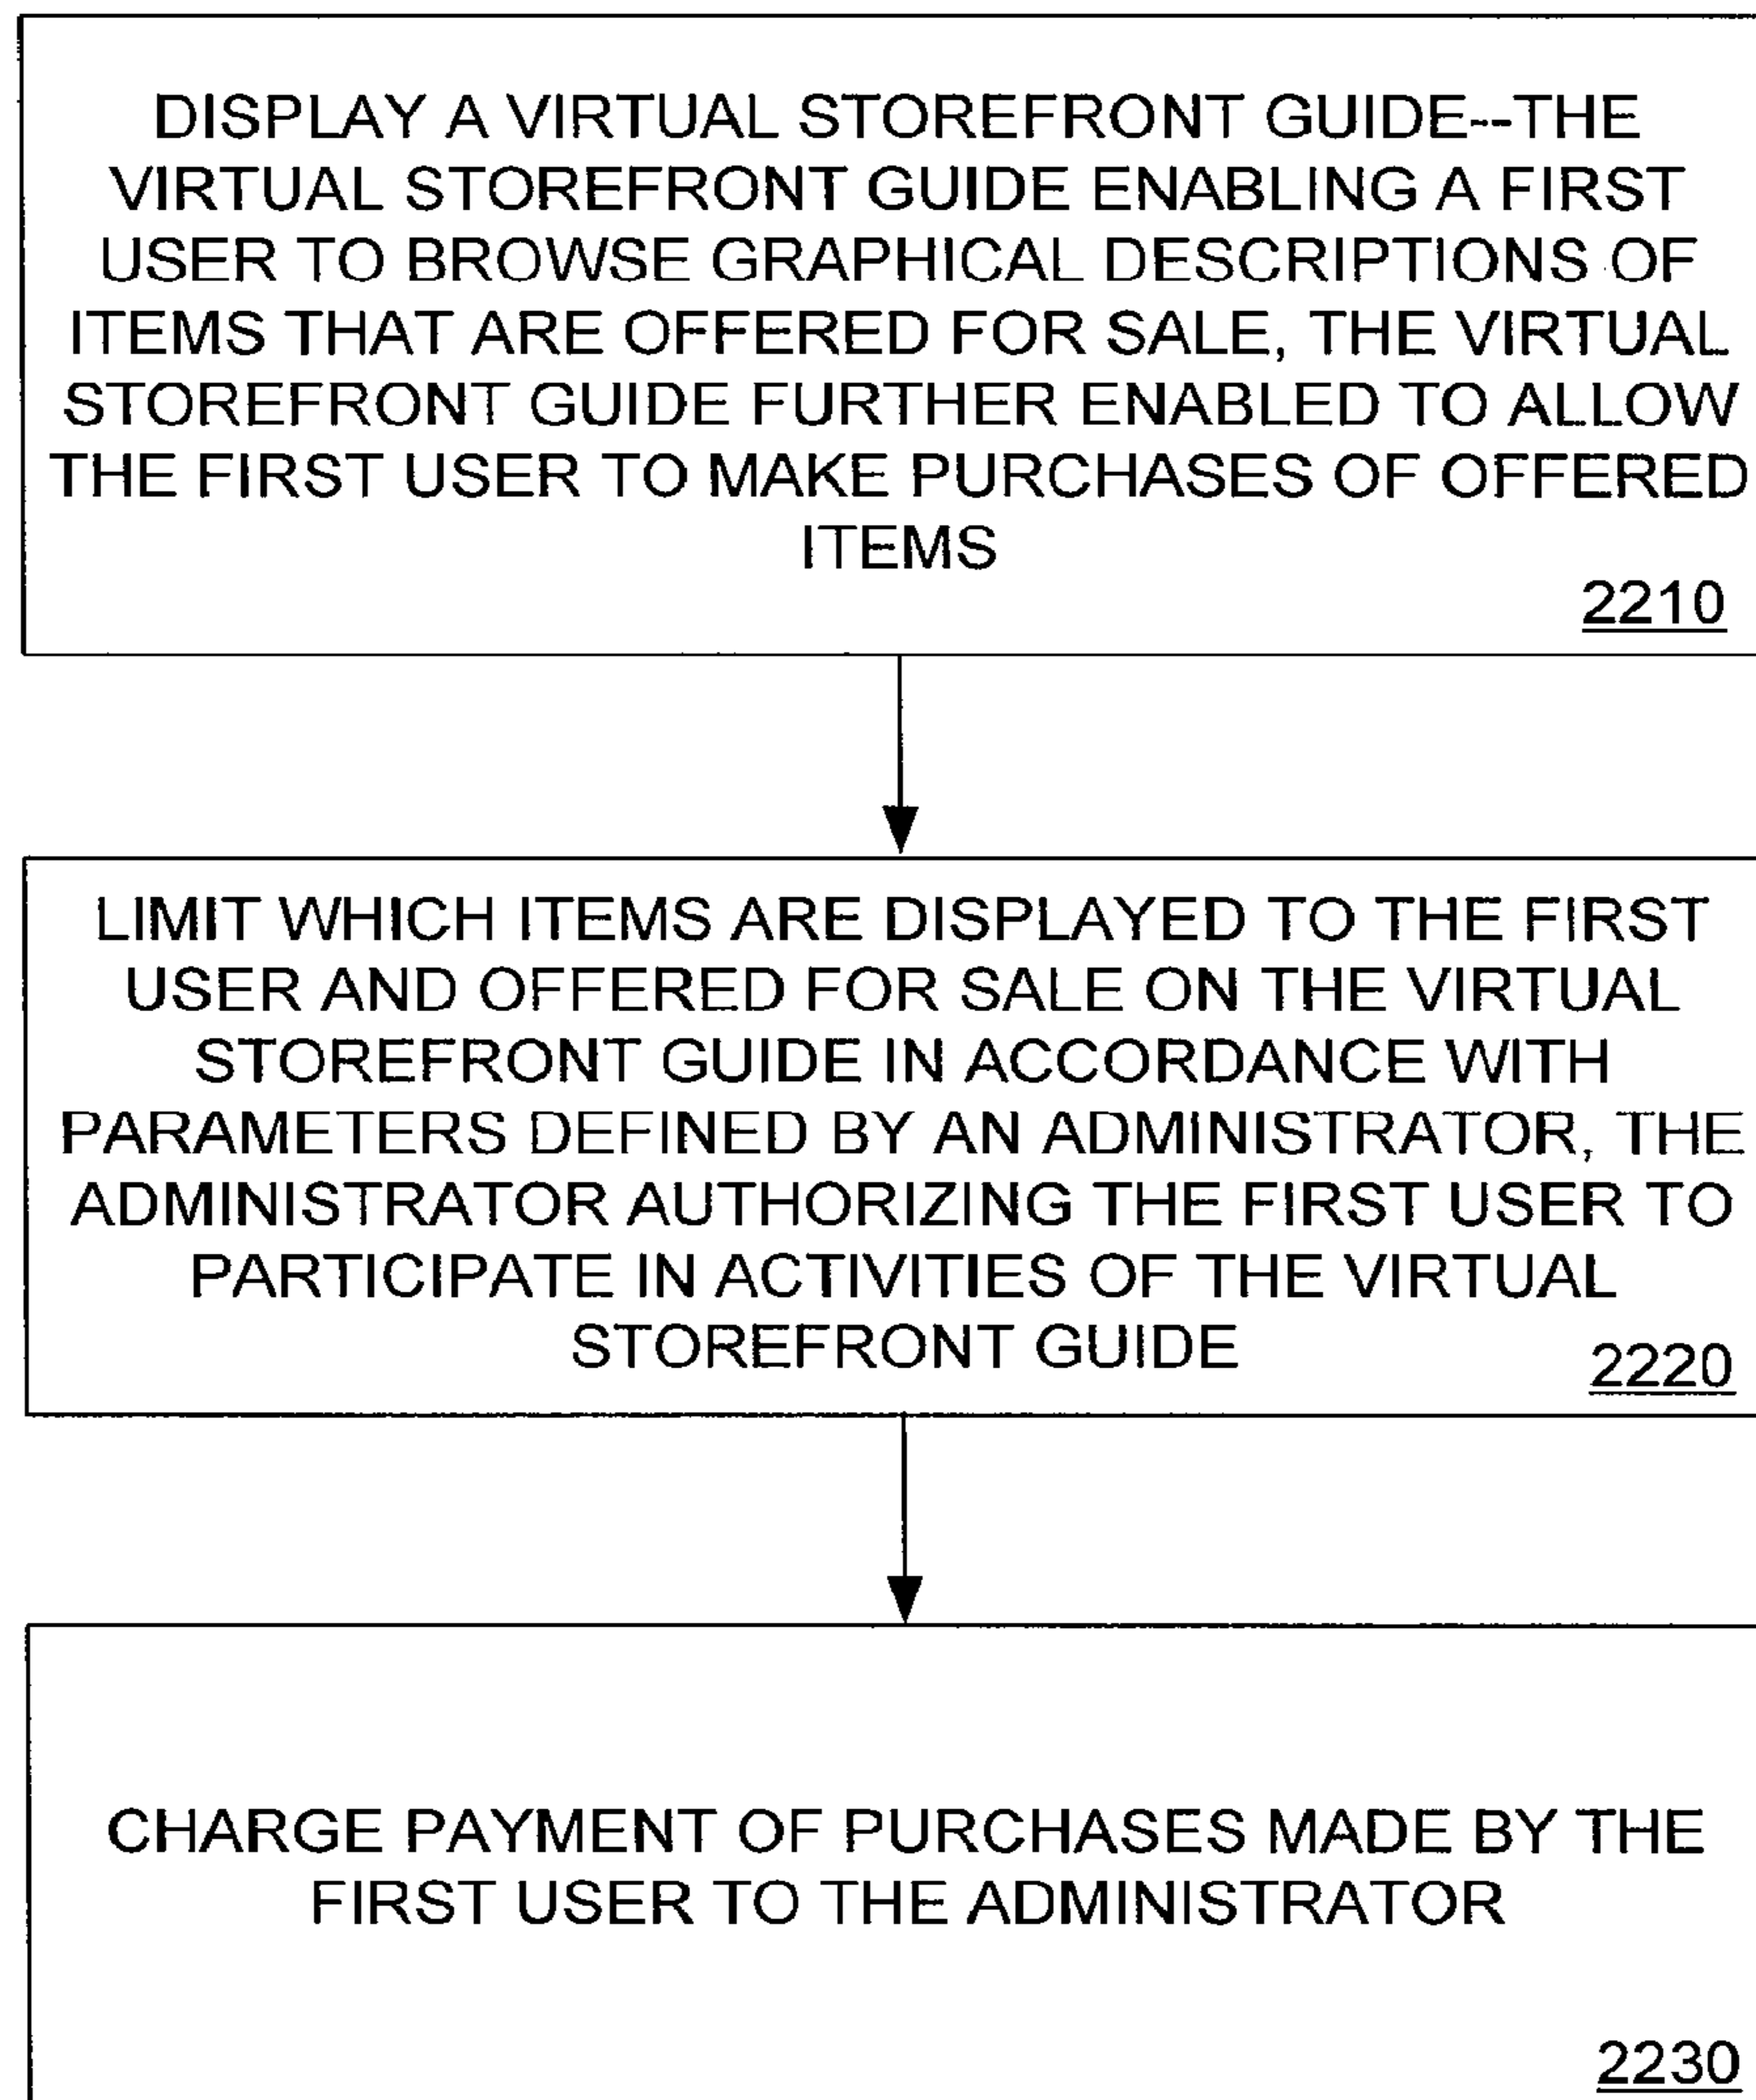 DISPLAY A VIRTUAL STOREFRONT GUIDE--THE
VIRTUAL STOREFRONT GUIDE ENABLING A FIRST
USER TO BROWSE GRAPHICAL DESCRIPTIONS OF
ITEMS THAT ARE OFFERED FOR SALE, THE VIRTUAL
STOREFRONT GUIDE FURTHER ENABLED TO ALLOW
THE FIRST USER TO MAKE PURCHASES OF OFFERED
ITEMS
2210
LIMIT WHICH ITEMS ARE DISPLAYED TO THE FIRST
USER AND OFFERED FOR SALE ON THE VIRTUAL
STOREFRONT GUIDE IN ACCORDANCE WITH
PARAMETERS DEFINED BY AN ADMINISTRATOR, THE
ADMINISTRATOR AUTHORIZING THE FIRST USER TO
PARTICIPATE IN ACTIVITIES OF THE VIRTUAL
STOREFRONT GUIDE
2220
CHARGE PAYMENT OF PURCHASES MADE BY THE
FIRST USER TO THE ADMINISTRATOR
2230